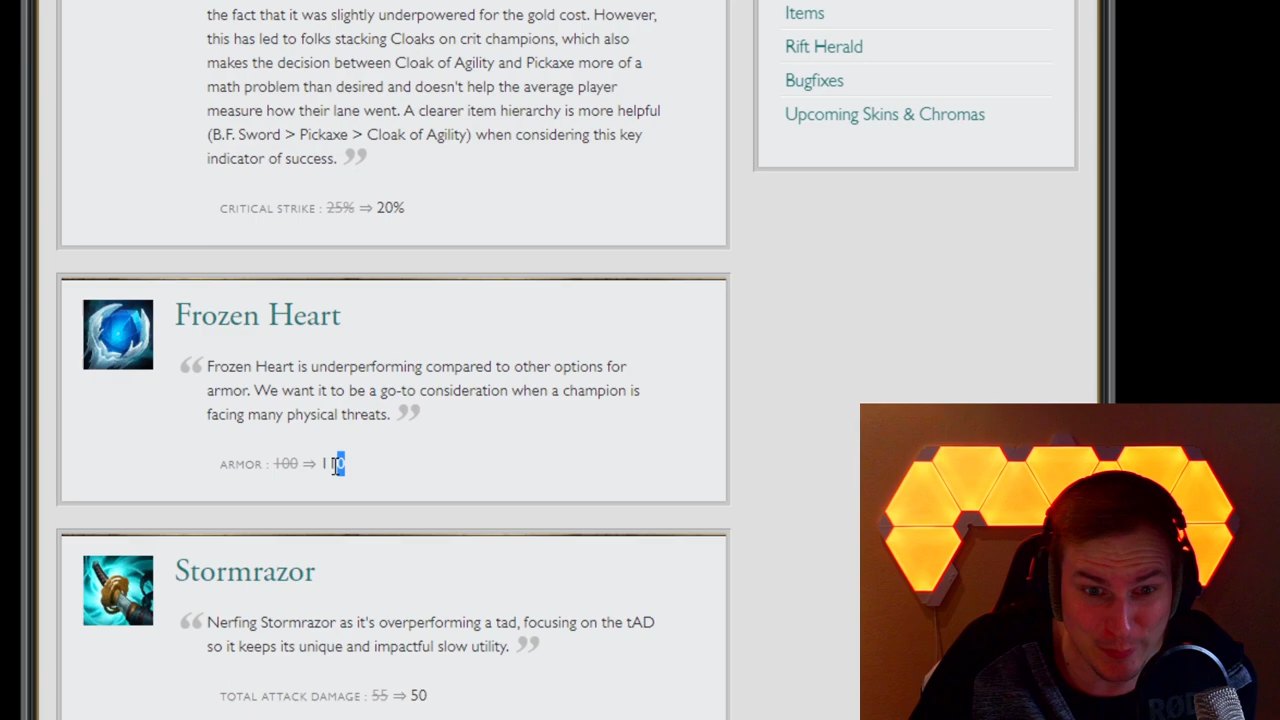 the fact that it was slightly underpowered for the gold cost. However,
this has led to folks stacking Cloaks on crit champions, which also
makes the decision between Cloak of Agility and Pickaxe more of a
math problem than desired and doesn't help the average player
measure how their lane went. A clearer item hierarchy is more helpful
(B.F. Sword > Pickaxe > Cloak of Agility) when considering this key
indicator of success. ”
CRITICAL STRIKE : 25% ⇒ 20%
Frozen Heart
“ Frozen Heart is underperforming compared to other options for
armor. We want it to be a go-to consideration when a champion is
facing many physical threats. ”
ARMOR : 100 ⇒
Stormrazor
“ Nerfing Stormrazor as it's overperforming a tad, focusing on the tAD
so it keeps its unique and impactful slow utility. ”
TOTAL ATTACK DAMAGE : 55 ⇒ 50
Items
Rift Herald
Bugfixes
Upcoming Skins & Chromas
RØDE